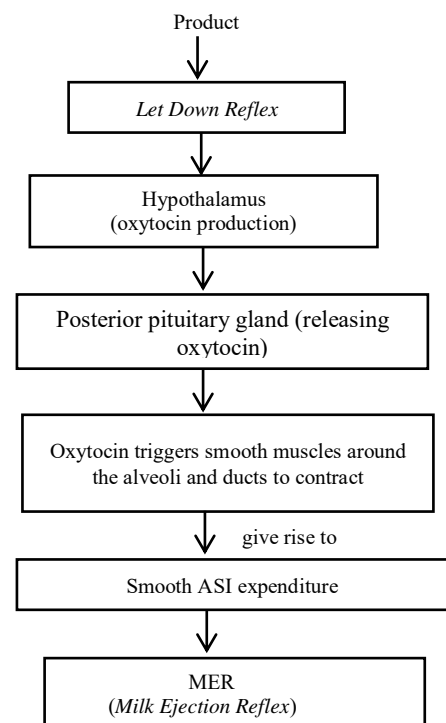 Product
Let Down Reflex
Hypothalamus
(oxytocin production)
Posterior pituitary gland (releasing
oxytocin)
Oxytocin triggers smooth muscles around
the alveoli and ducts to contract
give rise to
Smooth ASI expenditure
MER
(Milk Ejection Reflex)